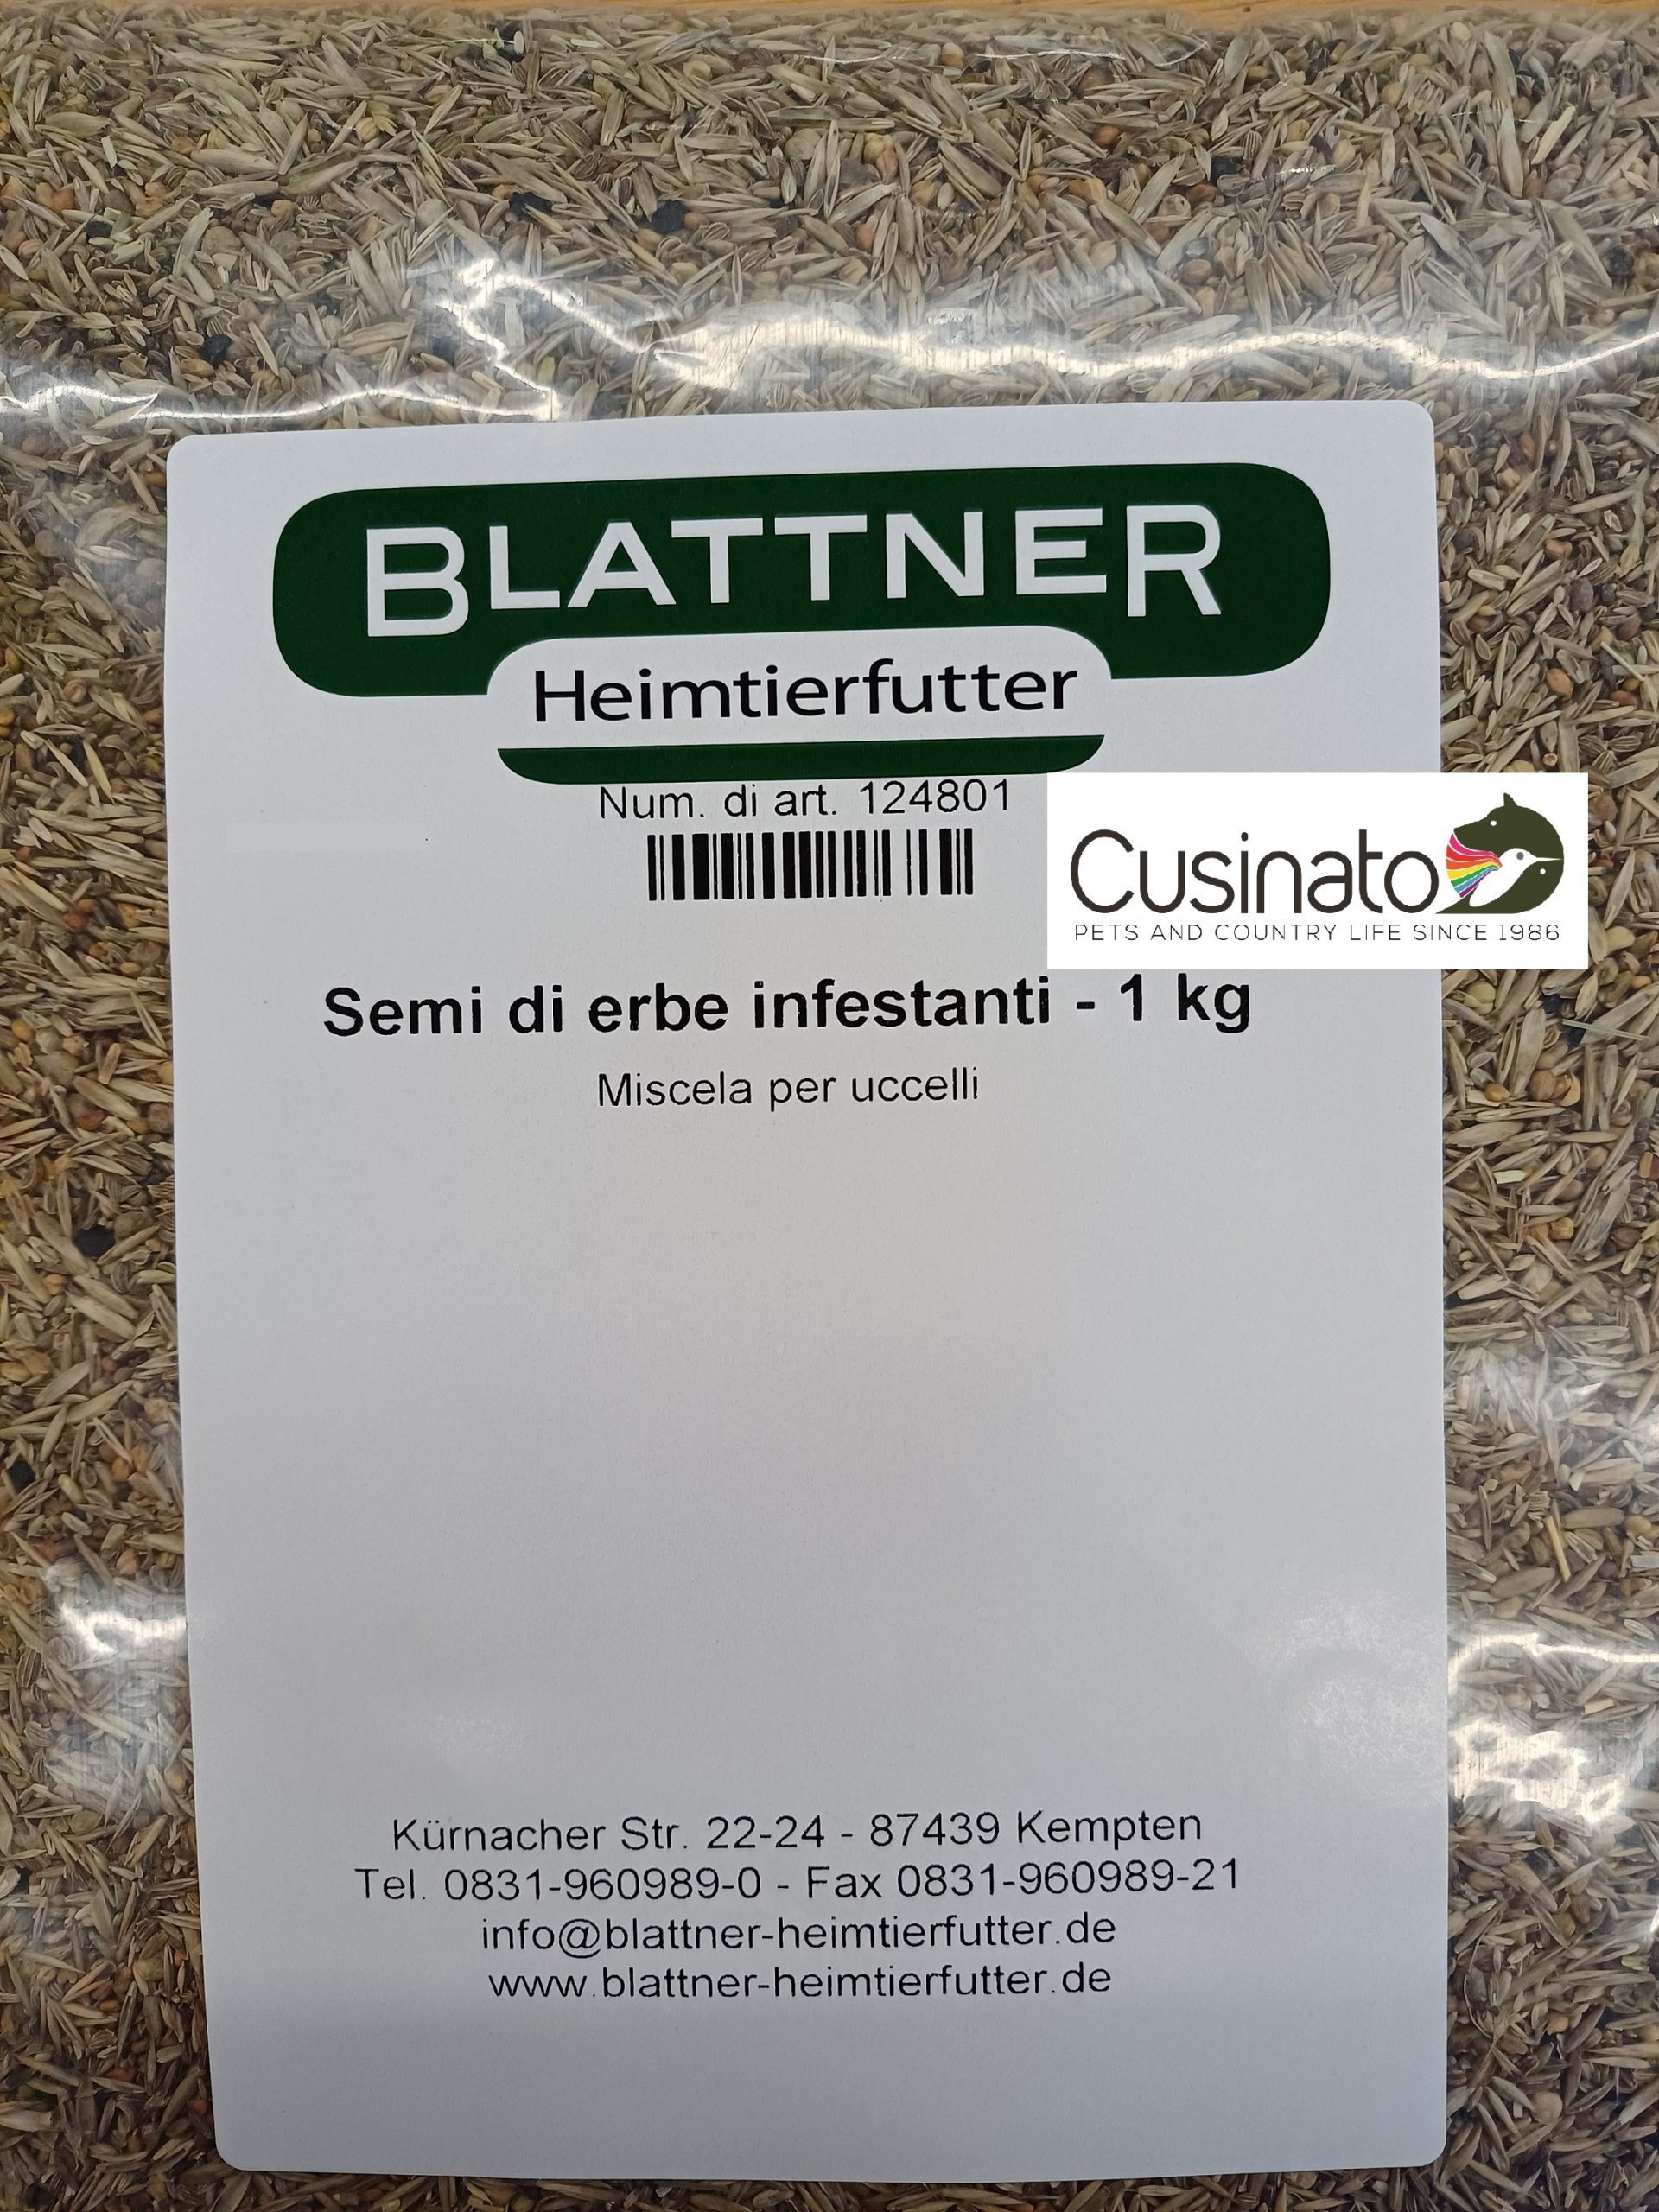 BLATTNER
Heimtierfutter
Num. di art. 124801
Cusinato
PETS AND COUNTRY LIFE SINCE 1986
Semi di erbe infestanti - 1 kg
Miscela per uccelli
Kürnacher Str. 22-24 - 87439 Kempten
Tel. 0831-960989-0 - Fax 0831-960989-21
info@blattner-heimtierfutter.de
www.blattner-heimtierfutter.de